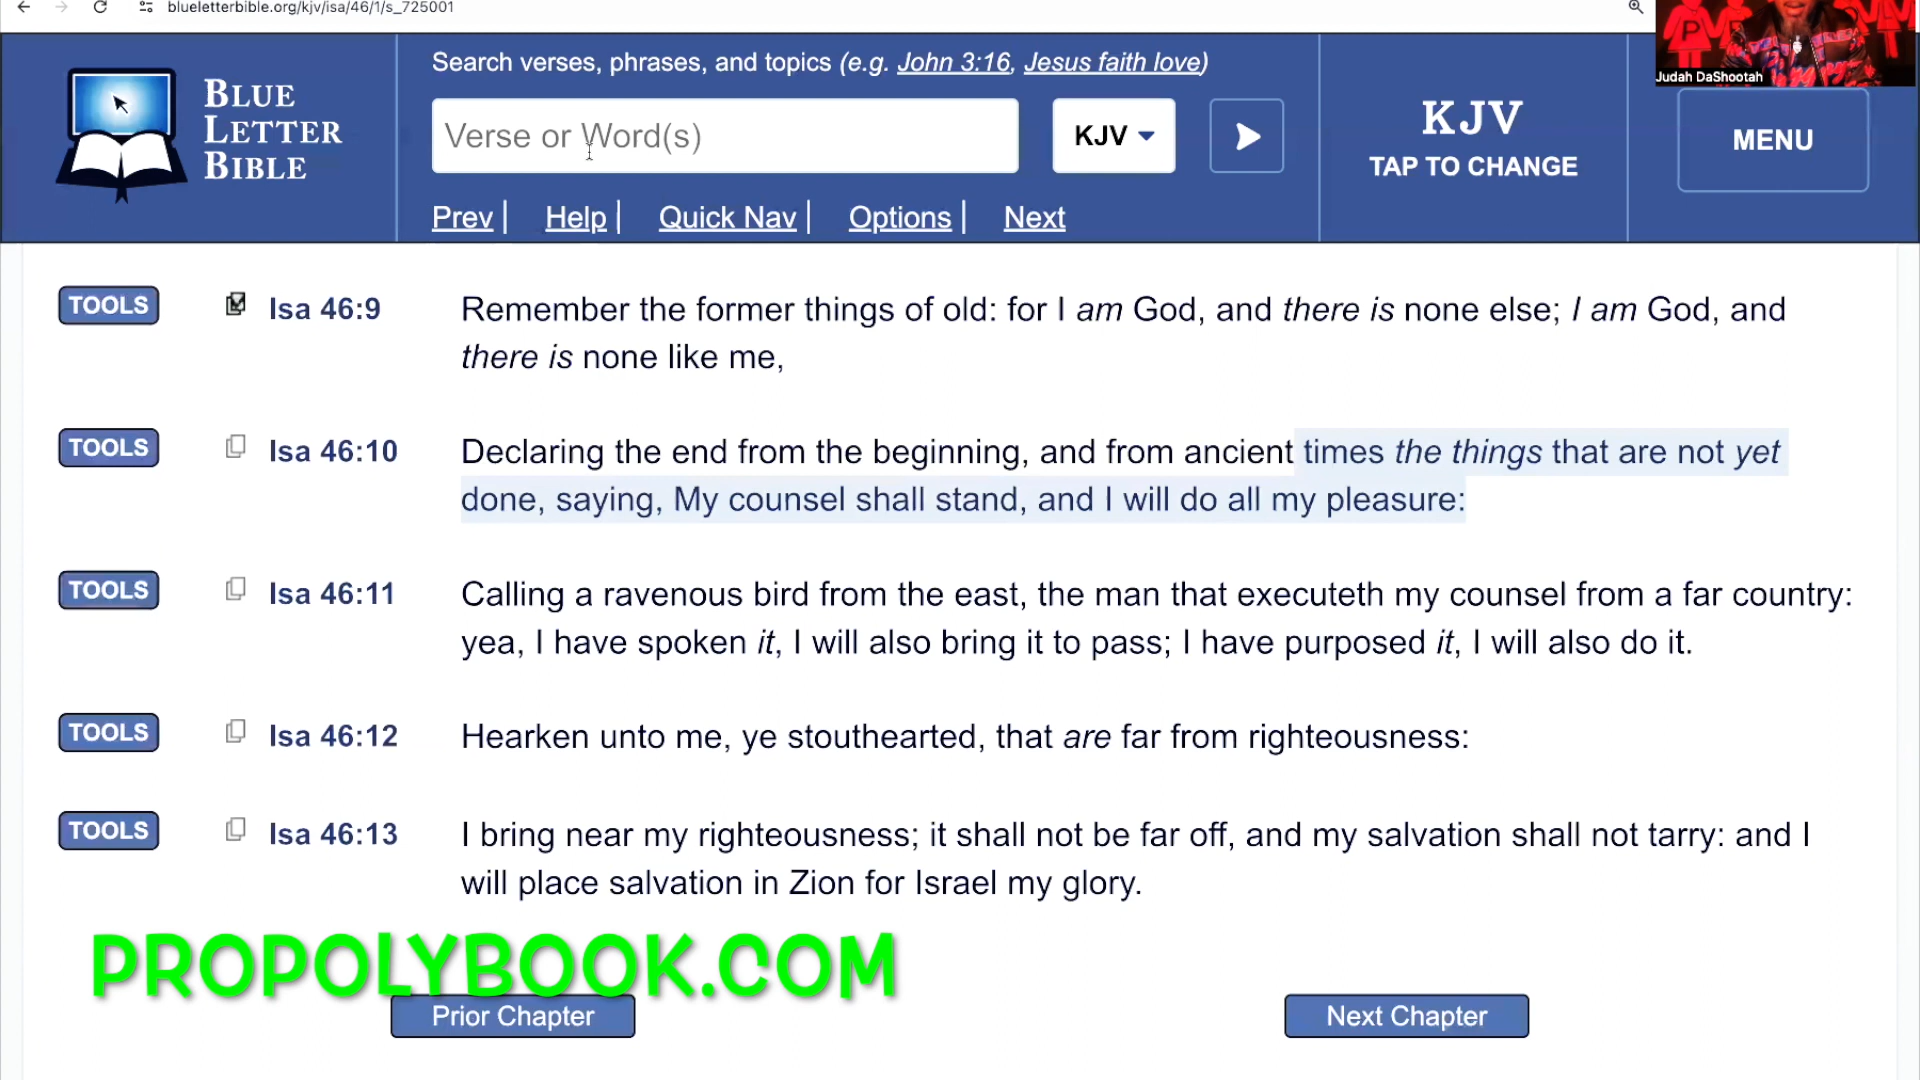 blueletterbible.org/kjv/isa/46/1/s_725001
Judah DaShootah
P
BLUE
LETTER
BIBLE
Search verses, phrases, and topics (e.g. John 3:16, Jesus faith love)
Verse or Word(s)
KJV
KJV
TAP TO CHANGE
MENU
Prev | Help | Quick Nav | Options | Next
TOOLS Isa 46:9 Remember the former things of old: for I am God, and there is none else; I am God, and
there is none like me,
TOOLS Isa 46:10 Declaring the end from the beginning, and from ancient times the things that are not yet
done, saying, My counsel shall stand, and I will do all my pleasure:
TOOLS Isa 46:11 Calling a ravenous bird from the east, the man that executeth my counsel from a far country:
yea, I have spoken it, I will also bring it to pass; I have purposed it, I will also do it.
TOOLS Isa 46:12 Hearken unto me, ye stouthearted, that are far from righteousness:
TOOLS Isa 46:13 I bring near my righteousness; it shall not be far off, and my salvation shall not tarry: and I
will place salvation in Zion for Israel my glory.
PROPOLYBOOK.COM
Prior Chapter
Next Chapter